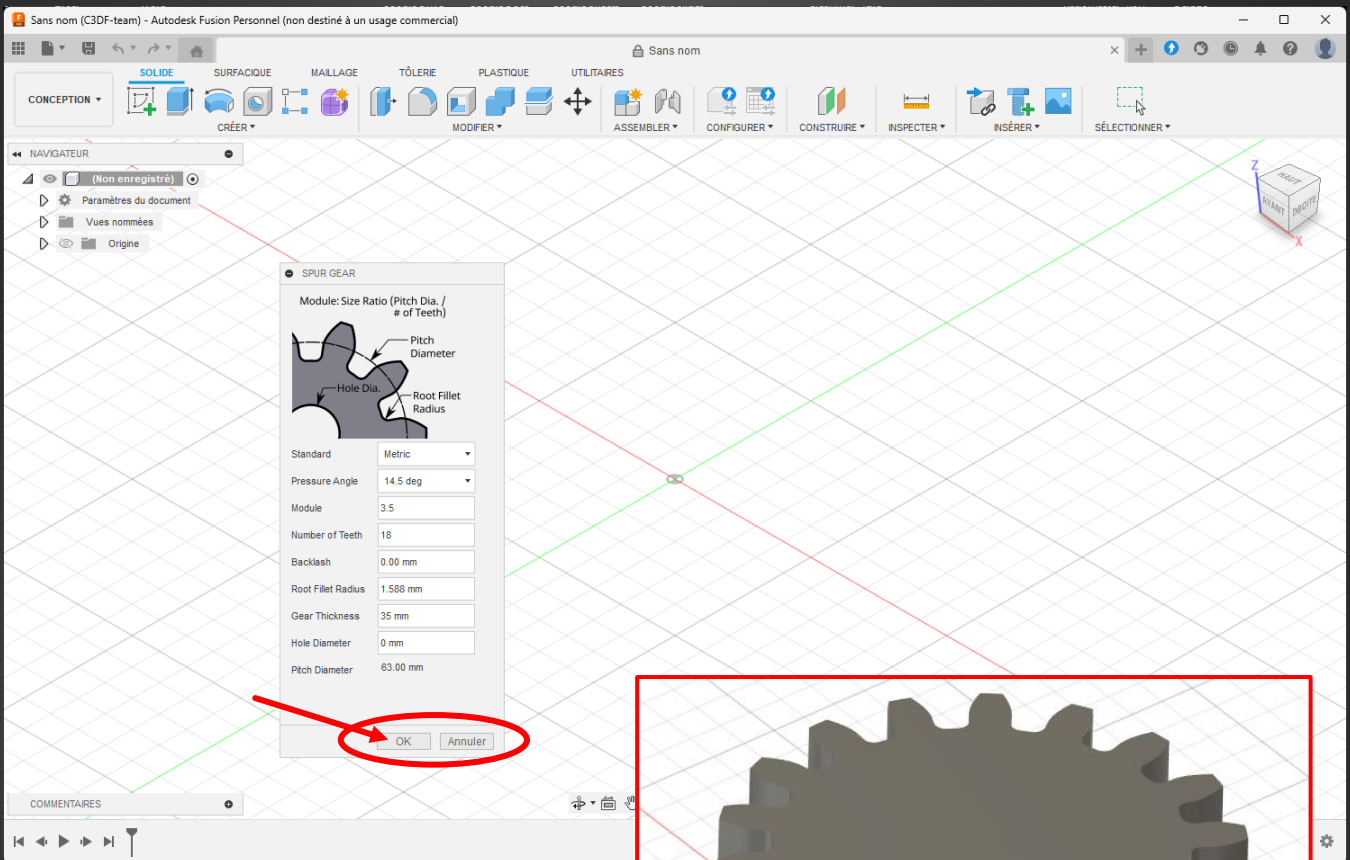 Sans nom (C3DF-team) - Autodesk Fusion Personnel (non destiné à un usage commercial)
Sans nom
CONCEPTION
SOLIDE SURFACIQUE MAILLAGE TÔLERIE PLASTIQUE UTILITAIRES
CRÉER MODIFIER ASSEMBLER CONFIGURER CONSTRUIRE INSPECTER INSÉRER SÉLECTIONNER
NAVIGATEUR
(Non enregistré)
Paramètres du document
Vues nommées
Origine
Z
HAUT
AVANT
DROITE
X
SPUR GEAR
Module: Size Ratio (Pitch Dia. /
# of Teeth)
Pitch
Diameter
Hole Dia.
Root Fillet
Radius
Standard Metric
Pressure Angle 14.5 deg
Module 3.5
Number of Teeth 18
Backlash 0.00 mm
Root Fillet Radius 1.588 mm
Gear Thickness 35 mm
Hole Diameter 0 mm
Pitch Diameter 63.00 mm
OK Annuler
COMMENTAIRES